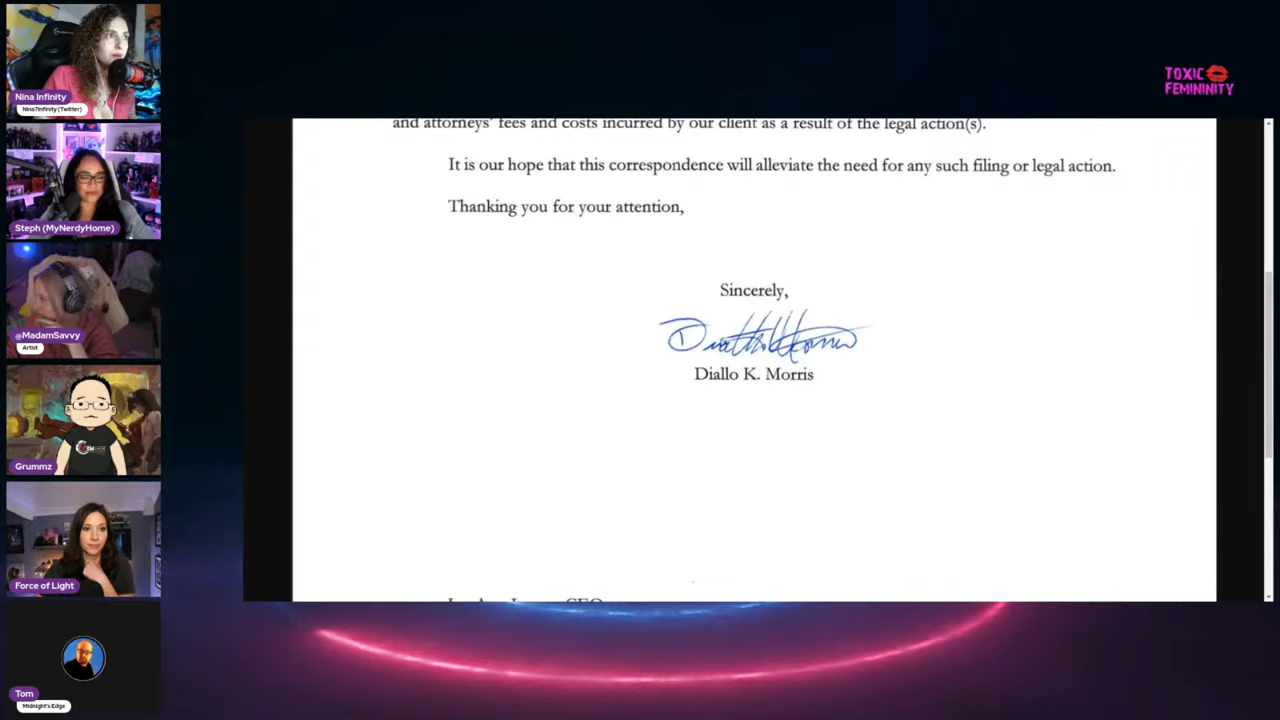 Nina Infinity
Nina7Infinity (Twitter)
Steph (MyNerdyHome)
@MadamSavvy
Artist
Grummz
Force of Light
Tom
Midnight's Edge
TOXIC
FEMININITY
and attorneys' fees and costs incurred by our client as a result of the legal action(s).
It is our hope that this correspondence will alleviate the need for any such filing or legal action.
Thanking you for your attention,
Sincerely,
Diallo K. Morris